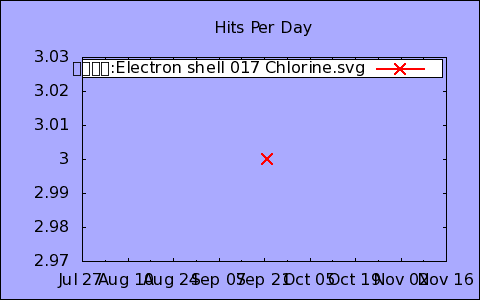 Hits Per Day
:Electron shell 017 Chlorine.svg
3.03
3.02
3.01
3
2.99
2.98
2.97
Jul 27 Aug 10 Aug 24 Sep 07 Sep 21 Oct 05 Oct 19 Nov 02 Nov 16